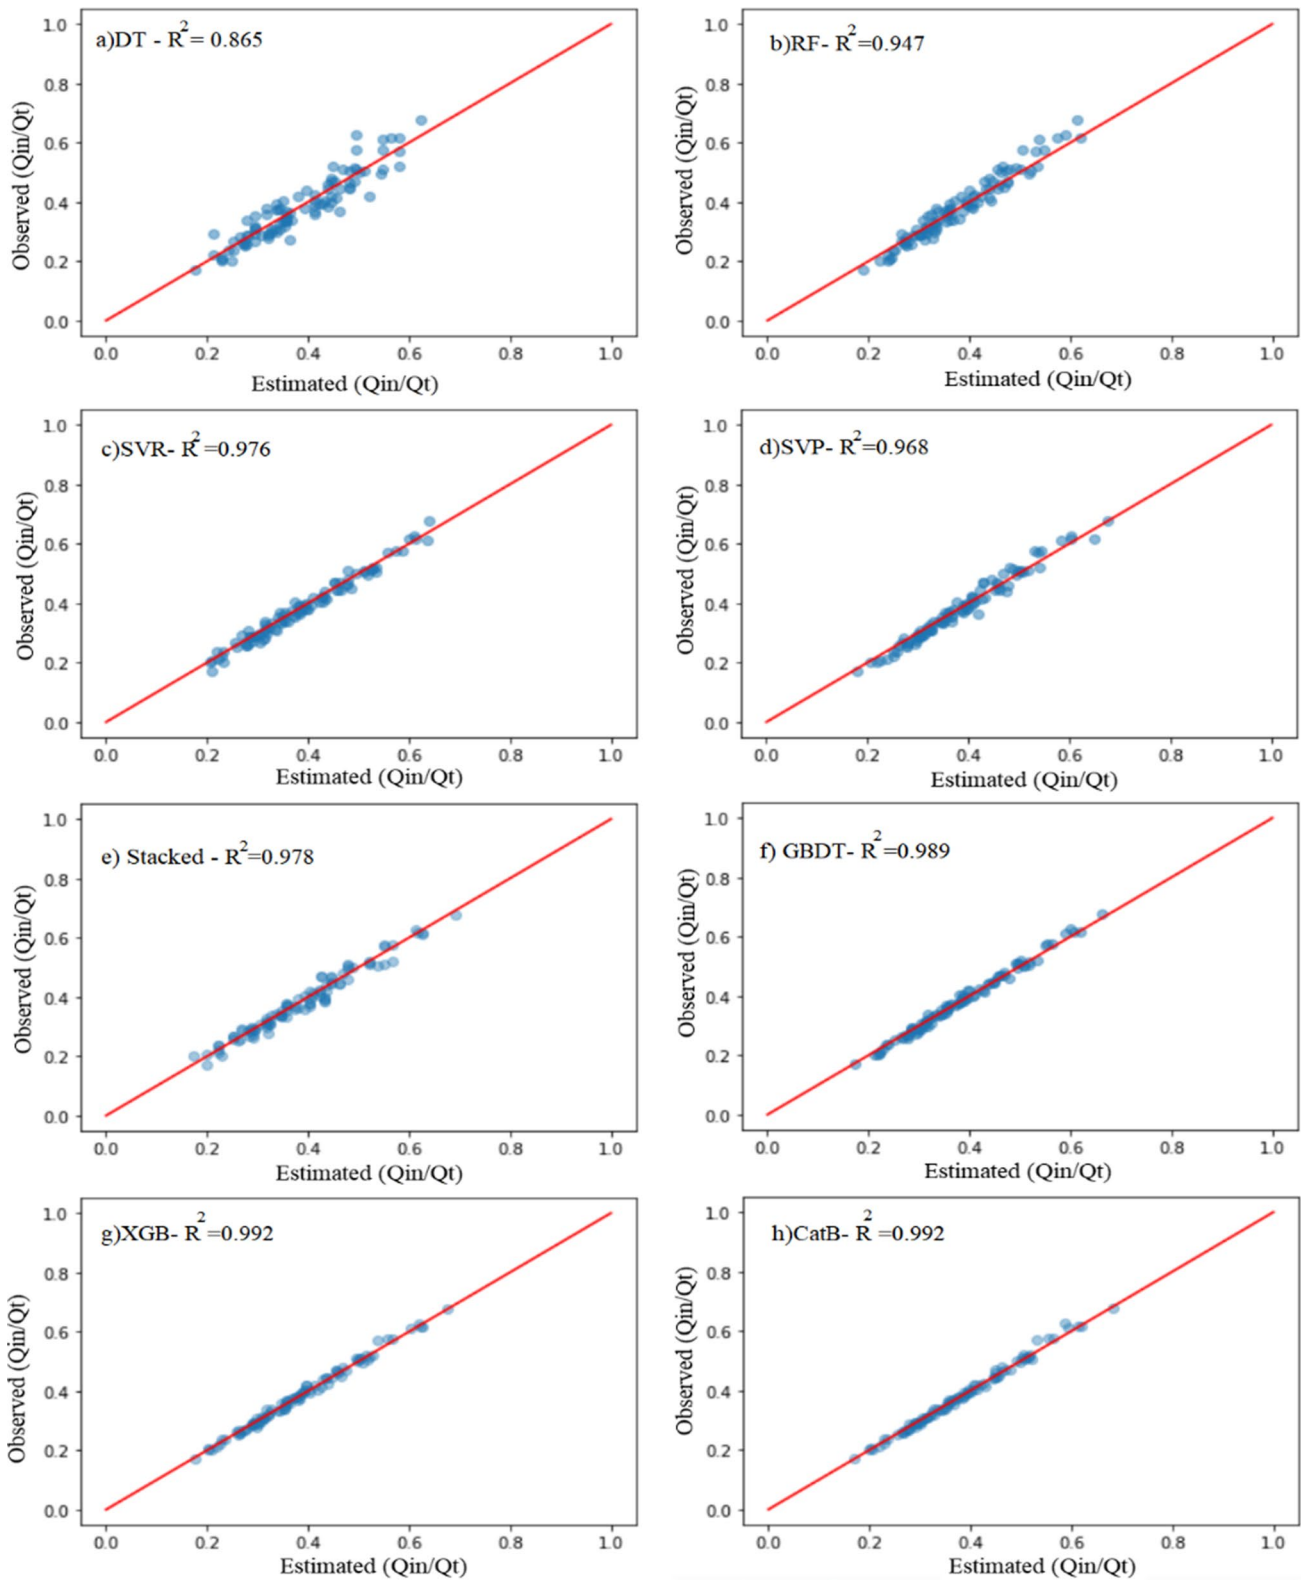 a)DT - R2= 0.865
1.0
0.8
0.6
0.4
0.2
0.0
Observed (Qin/Qt)
0.0 0.2 0.4 0.6 0.8 1.0
Estimated (Qin/Qt)
b)RF- R2=0.947
1.0
0.8
0.6
0.4
0.2
0.0
Observed (Qin/Qt)
0.0 0.2 0.4 0.6 0.8 1.0
Estimated (Qin/Qt)
c)SVR- R2=0.976
1.0
0.8
0.6
0.4
0.2
0.0
Observed (Qin/Qt)
0.0 0.2 0.4 0.6 0.8 1.0
Estimated (Qin/Qt)
d)SVP- R2=0.968
1.0
0.8
0.6
0.4
0.2
0.0
Observed (Qin/Qt)
0.0 0.2 0.4 0.6 0.8 1.0
Estimated (Qin/Qt)
e) Stacked - R2=0.978
1.0
0.8
0.6
0.4
0.2
0.0
Observed (Qin/Qt)
0.0 0.2 0.4 0.6 0.8 1.0
Estimated (Qin/Qt)
f) GBDT- R2=0.989
1.0
0.8
0.6
0.4
0.2
0.0
Observed (Qin/Qt)
0.0 0.2 0.4 0.6 0.8 1.0
Estimated (Qin/Qt)
g)XGB- R2=0.992
1.0
0.8
0.6
0.4
0.2
0.0
Observed (Qin/Qt)
0.0 0.2 0.4 0.6 0.8 1.0
Estimated (Qin/Qt)
h)CatB- R2 =0.992
1.0
0.8
0.6
0.4
0.2
0.0
Observed (Qin/Qt)
0.0 0.2 0.4 0.6 0.8 1.0
Estimated (Qin/Qt)